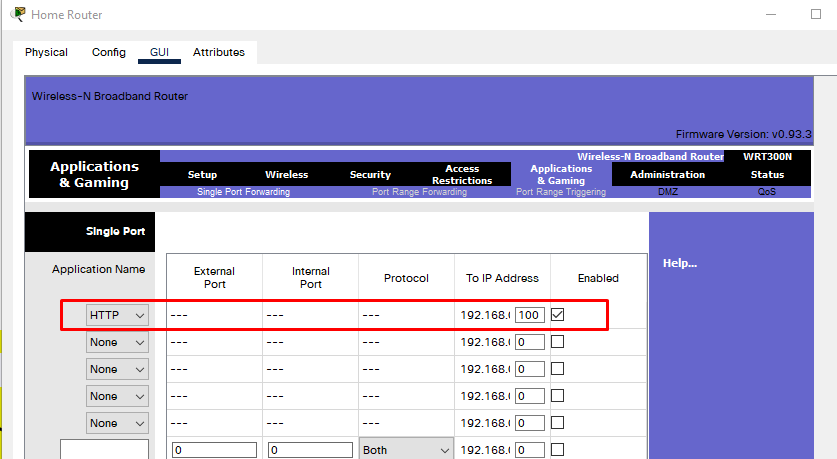 Home Router
Physical Config GUI Attributes
Wireless-N Broadband Router
Firmware Version: v0.93.3
Wireless-N Broadband Router WRT300N
Applications & Gaming
Setup Wireless Security Access Restrictions Applications & Gaming Administration Status
Single Port Forwarding Port Range Forwarding Port Range Triggering DMZ QoS
Single Port
Application Name External Port Internal Port Protocol To IP Address Enabled
Help...
HTTP --- --- --- 192.168. 100
None --- --- --- 192.168. 0
None --- --- --- 192.168. 0
None --- --- --- 192.168. 0
None --- --- --- 192.168. 0
0 0 Both 192.168. 0